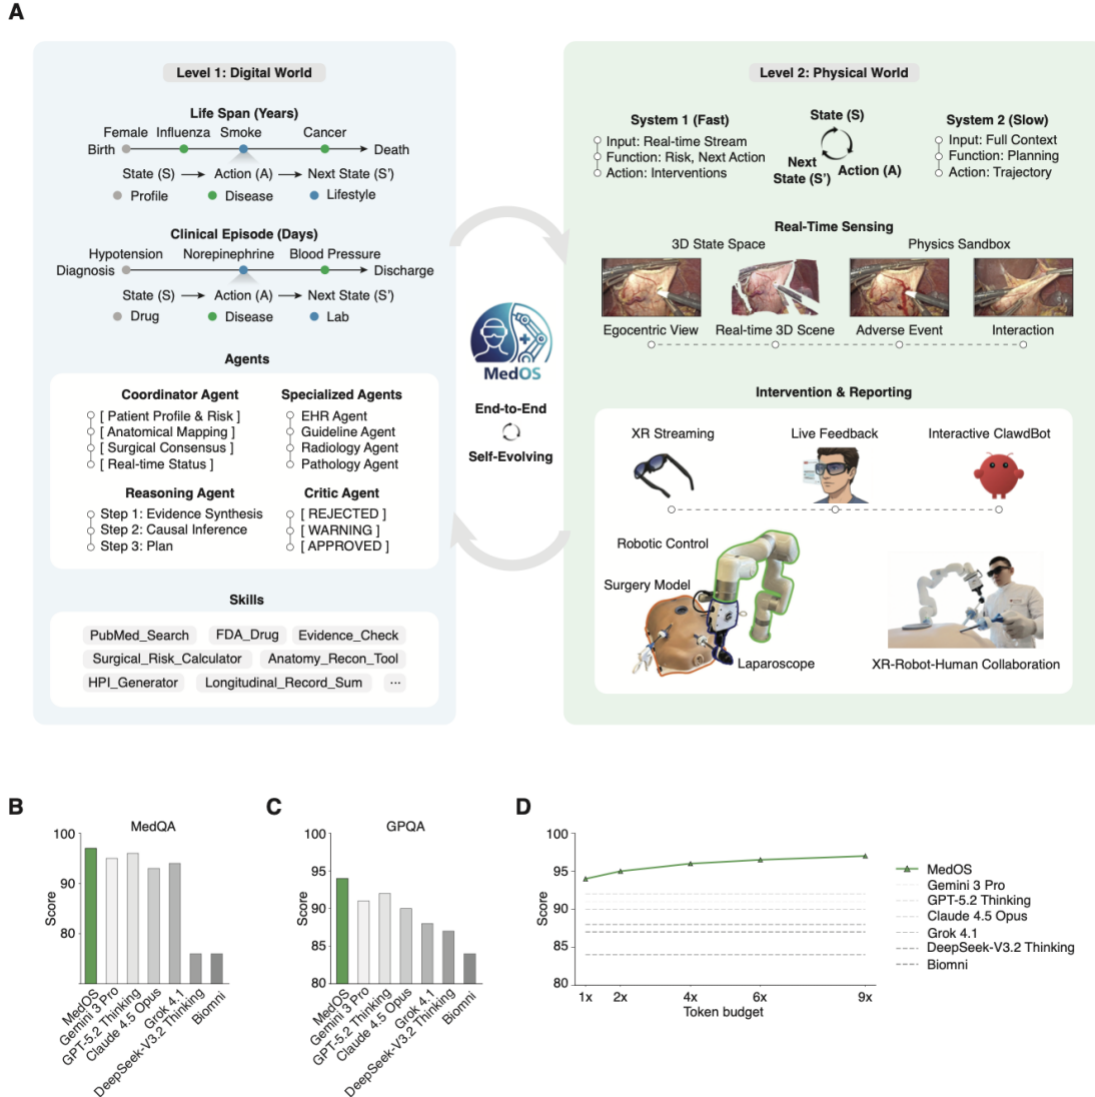 A
Level 1: Digital World
Life Span (Years)
Female Influenza Smoke Cancer
Birth Death
State (S) Action (A) Next State (S')
Profile Disease Lifestyle
Clinical Episode (Days)
Hypotension Norepinephrine Blood Pressure
Diagnosis Discharge
State (S) Action (A) Next State (S')
Drug Disease Lab
Agents
Coordinator Agent
[ Patient Profile & Risk ]
[ Anatomical Mapping ]
[ Surgical Consensus ]
[ Real-time Status ]
Specialized Agents
EHR Agent
Guideline Agent
Radiology Agent
Pathology Agent
Reasoning Agent
Step 1: Evidence Synthesis
Step 2: Causal Inference
Step 3: Plan
Critic Agent
[ REJECTED ]
[ WARNING ]
[ APPROVED ]
Skills
PubMed_Search FDA_Drug Evidence_Check
Surgical_Risk_Calculator Anatomy_Recon_Tool
HPI_Generator Longitudinal_Record_Sum ...
MedOS
End-to-End
Self-Evolving
Level 2: Physical World
System 1 (Fast)
Input: Real-time Stream
Function: Risk, Next Action
Action: Interventions
State (S)
Next
State (S')
Action (A)
System 2 (Slow)
Input: Full Context
Function: Planning
Action: Trajectory
Real-Time Sensing
3D State Space Physics Sandbox
Egocentric View Real-time 3D Scene Adverse Event Interaction
Intervention & Reporting
XR Streaming Live Feedback Interactive ClawdBot
Robotic Control
Surgery Model
Laparoscope
XR-Robot-Human Collaboration
B
MedQA
Score
100
90
80
MedOS
Gemini 3 Pro
GPT-5.2 Thinking
Claude 4.5 Opus
Grok 4.1
DeepSeek-V3.2 Thinking
Biomni
C
GPQA
Score
100
95
90
85
80
MedOS
Gemini 3 Pro
GPT-5.2 Thinking
Claude 4.5 Opus
Grok 4.1
DeepSeek-V3.2 Thinking
Biomni
D
Score
100
95
90
85
80
1x 2x 4x 6x 9x
Token budget
MedOS
Gemini 3 Pro
GPT-5.2 Thinking
Claude 4.5 Opus
Grok 4.1
DeepSeek-V3.2 Thinking
Biomni